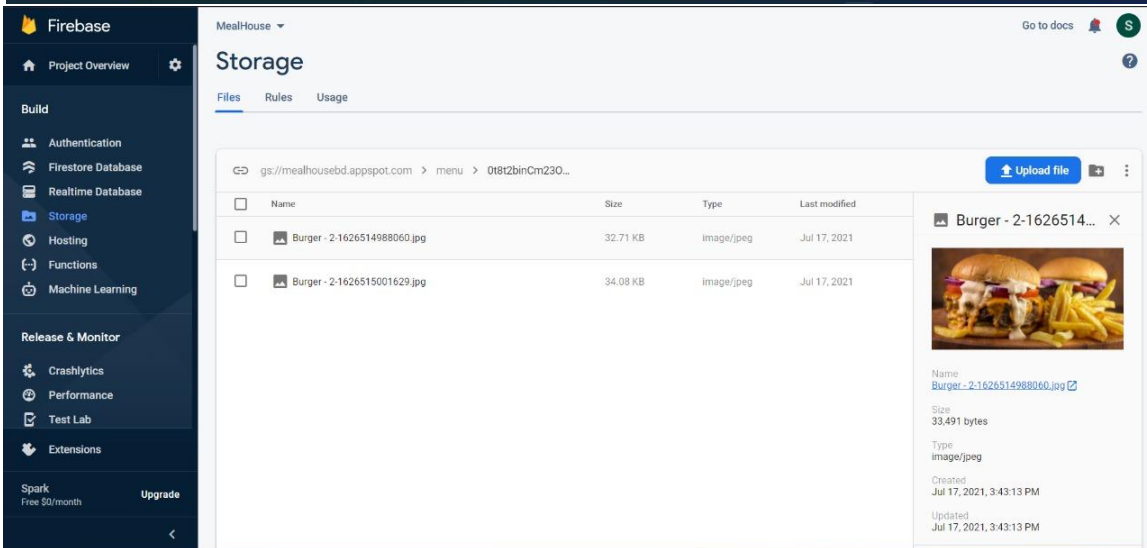 Firebase
Project Overview
Build
Authentication
Firestore Database
Realtime Database
Storage
Hosting
Functions
Machine Learning
Release & Monitor
Crashlytics
Performance
Test Lab
Extensions
Spark
Free $0/month
Upgrade
MealHouse
Go to docs
S
Storage
Files Rules Usage
gs://mealhousebd.appspot.com > menu > 0t8t2binCm23O...
Upload file
Name Size Type Last modified
Burger - 2-1626514988060.jpg 32.71 KB image/jpeg Jul 17, 2021
Burger - 2-1626515001629.jpg 34.08 KB image/jpeg Jul 17, 2021
Burger - 2-1626514...
Name
Burger - 2-1626514988060.jpg
Size
33,491 bytes
Type
image/jpeg
Created
Jul 17, 2021, 3:43:13 PM
Updated
Jul 17, 2021, 3:43:13 PM